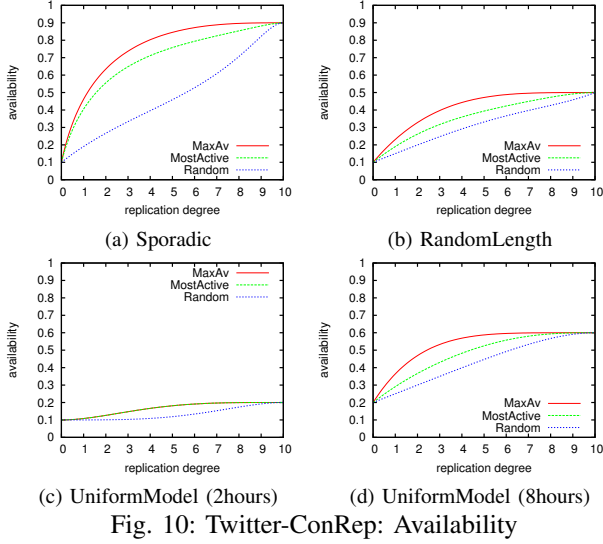 1
0.9
0.8
0.7
0.6
0.5
0.4
0.3
0.2
0.1
0
availability
0 1 2 3 4 5 6 7 8 9 10
replication degree
MaxAv
MostActive
Random
(a) Sporadic
1
0.9
0.8
0.7
0.6
0.5
0.4
0.3
0.2
0.1
0
availability
0 1 2 3 4 5 6 7 8 9 10
replication degree
MaxAv
MostActive
Random
(b) RandomLength
1
0.9
0.8
0.7
0.6
0.5
0.4
0.3
0.2
0.1
0
availability
0 1 2 3 4 5 6 7 8 9 10
replication degree
MaxAv
MostActive
Random
(c) UniformModel (2hours)
1
0.9
0.8
0.7
0.6
0.5
0.4
0.3
0.2
0.1
0
availability
0 1 2 3 4 5 6 7 8 9 10
replication degree
MaxAv
MostActive
Random
(d) UniformModel (8hours)
Fig. 10: Twitter-ConRep: Availability